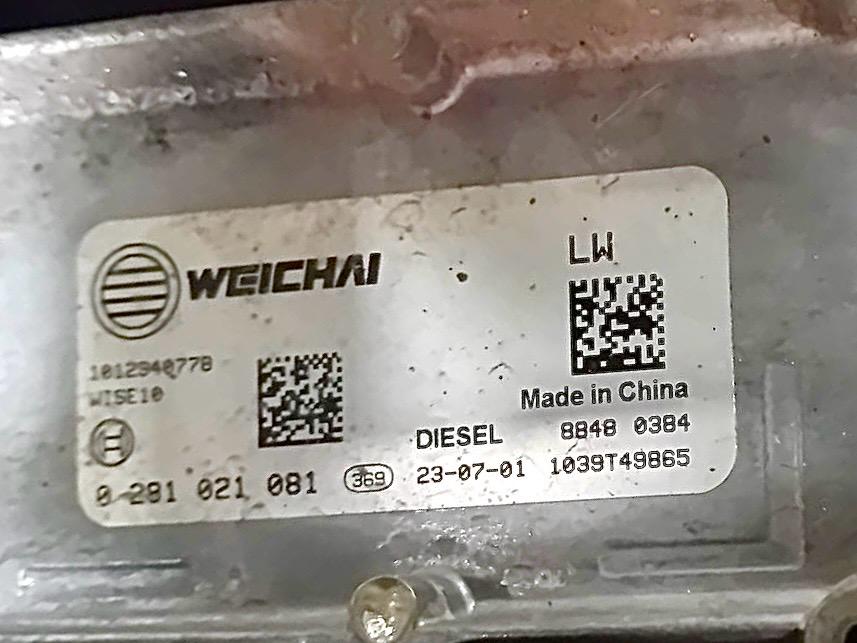 WEICHAI
LW
1012940778
WISE10
Made in China
DIESEL 8848 0384
0 281 021 081 369 23-07-01 1039T49865